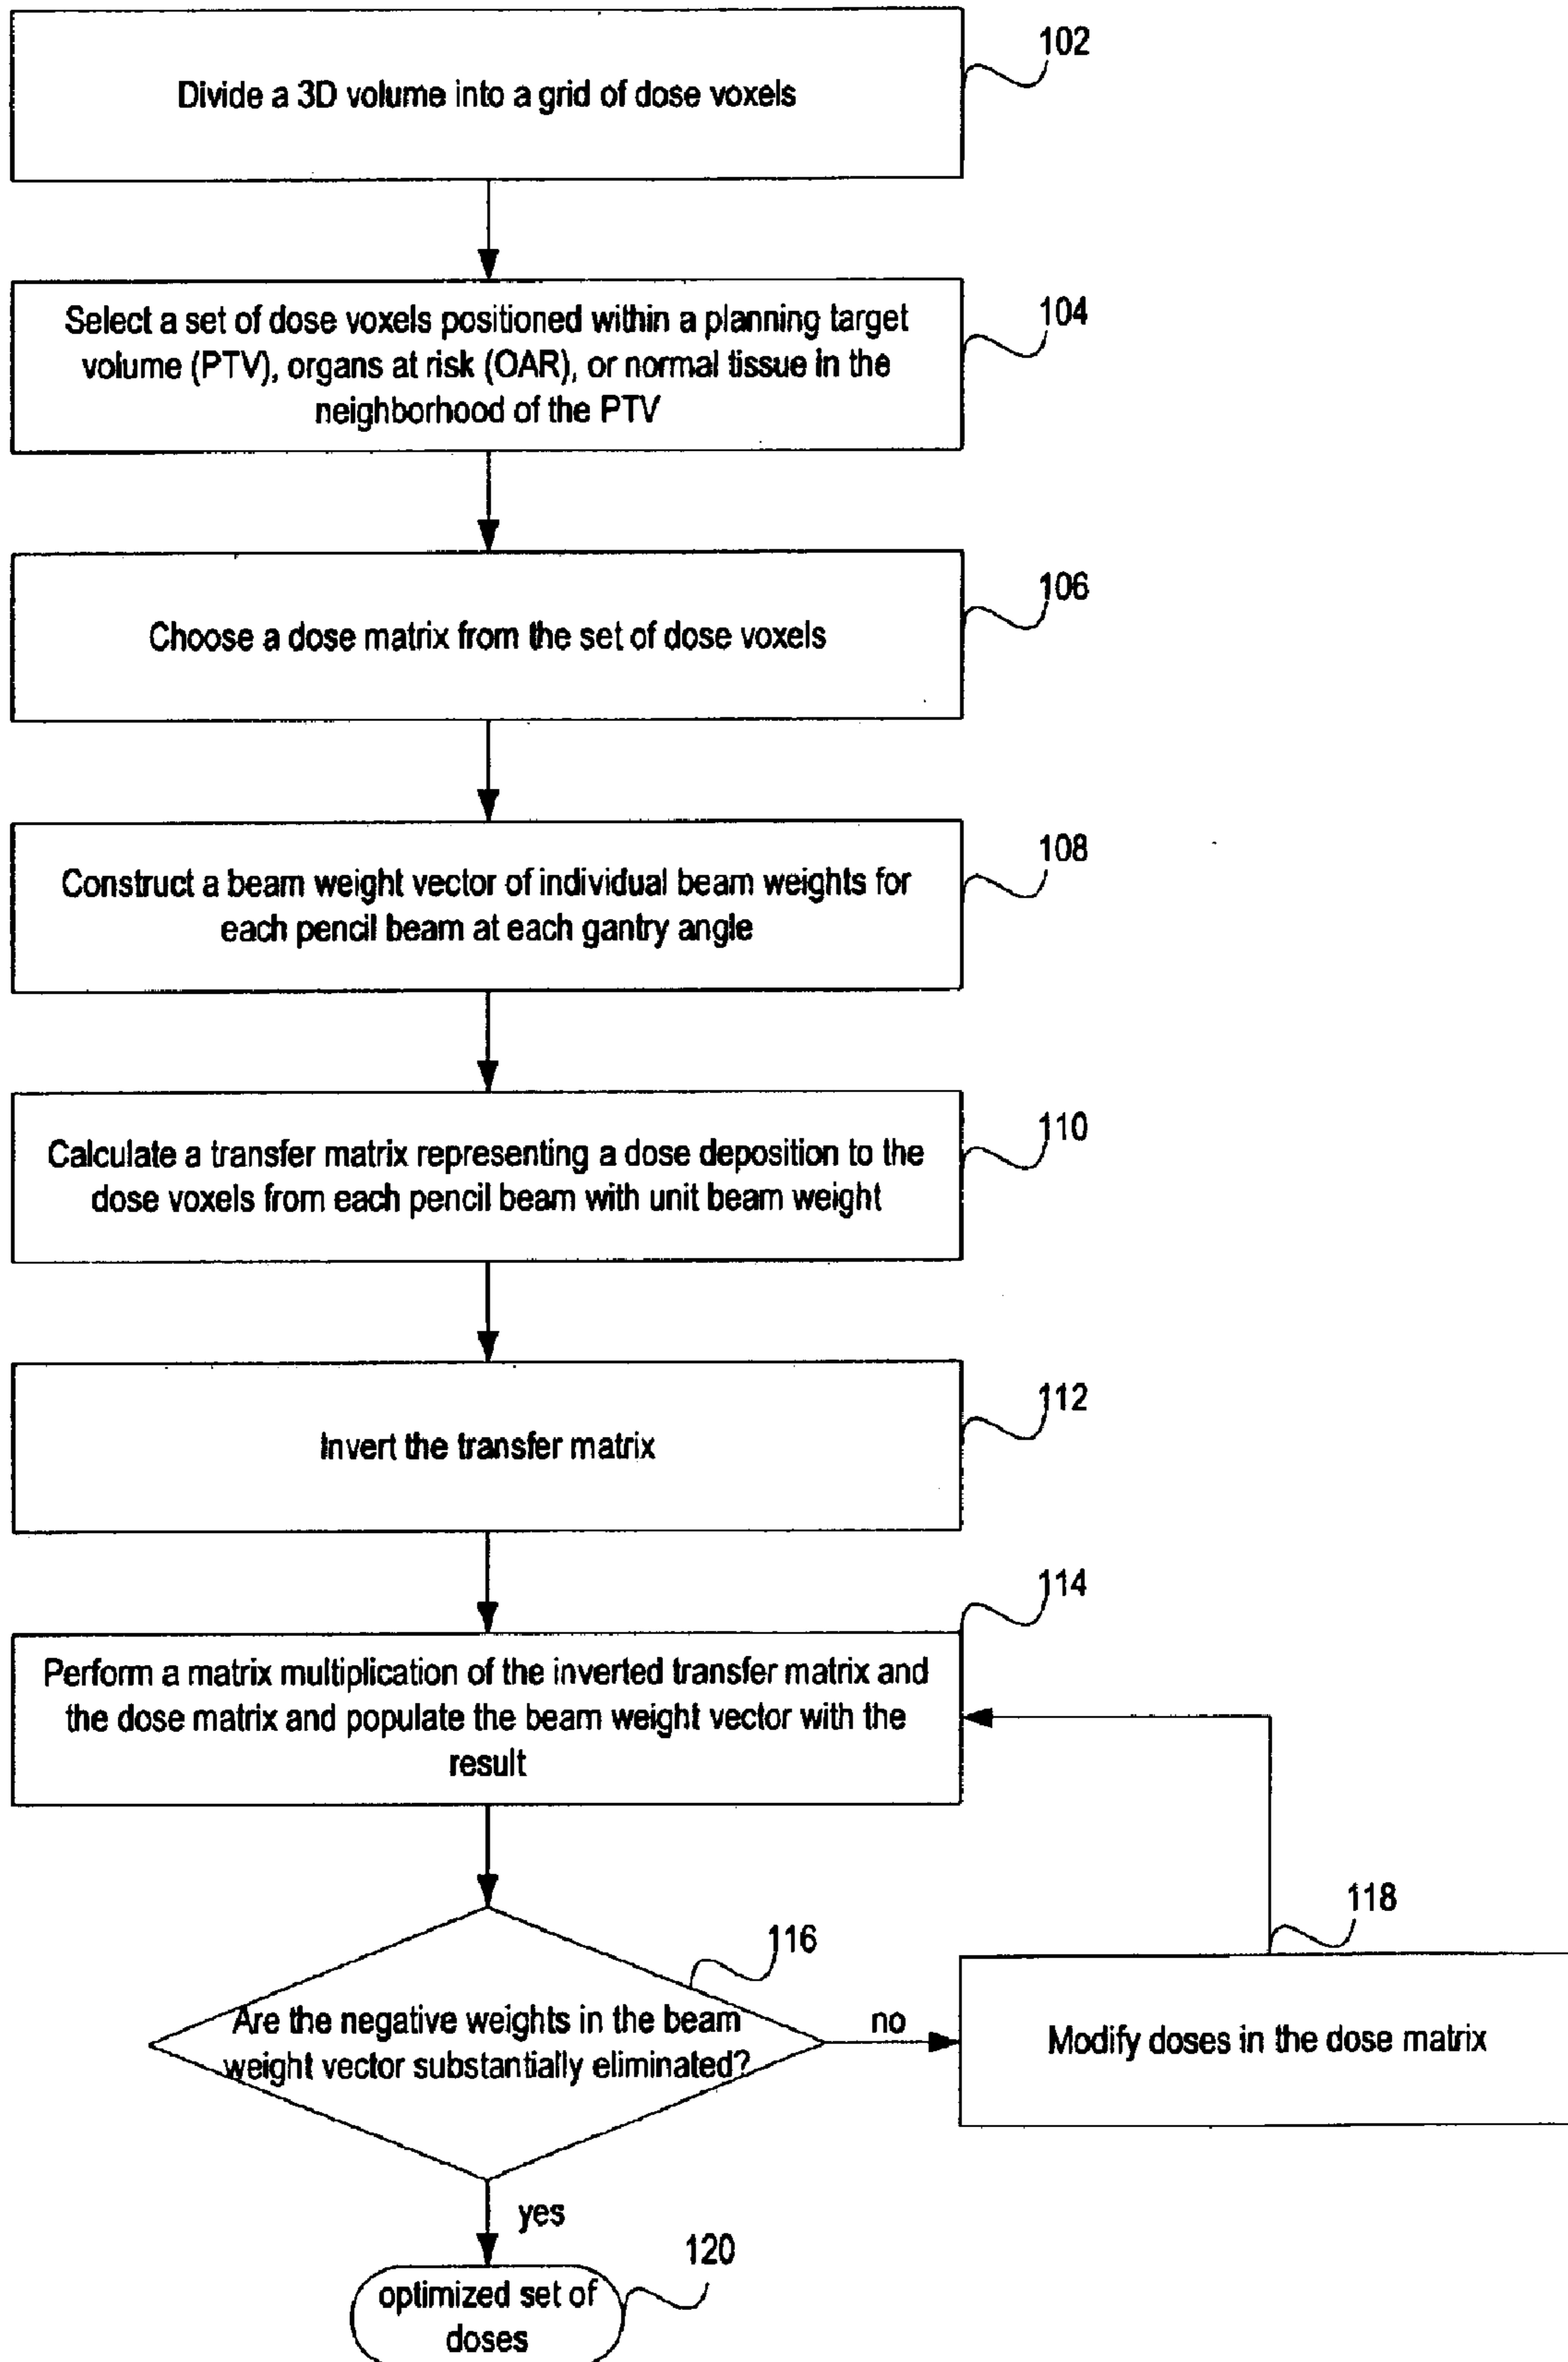 102
Divide a 3D volume into a grid of dose voxels
104
Select a set of dose voxels positioned within a planning target
volume (PTV), organs at risk (OAR), or normal tissue in the
neighborhood of the PTV
106
Choose a dose matrix from the set of dose voxels
108
Construct a beam weight vector of individual beam weights for
each pencil beam at each gantry angle
110
Calculate a transfer matrix representing a dose deposition to the
dose voxels from each pencil beam with unit beam weight
112
Invert the transfer matrix
114
Perform a matrix multiplication of the inverted transfer matrix and
the dose matrix and populate the beam weight vector with the
result
118
116
Are the negative weights in the beam
weight vector substantially eliminated?
no
Modify doses in the dose matrix
yes
120
optimized set of
doses